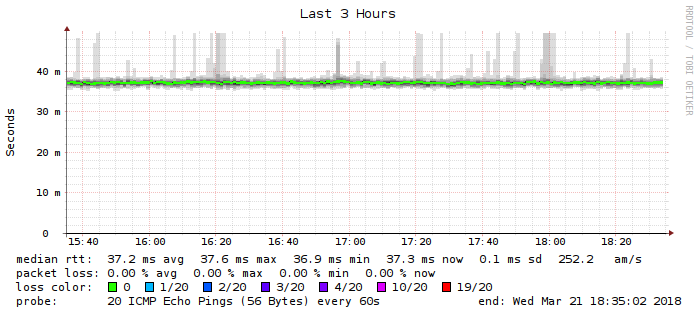 Last 3 Hours
RRDTOOL / TOBI OETIKER
Seconds
40 m
30 m
20 m
10 m
0
15:40 16:00 16:20 16:40 17:00 17:20 17:40 18:00 18:20
median rtt: 37.2 ms avg 37.6 ms max 36.9 ms min 37.3 ms now 0.1 ms sd 252.2 am/s
packet loss: 0.00 % avg 0.00 % max 0.00 % min 0.00 % now
loss color: 0 1/20 2/20 3/20 4/20 10/20 19/20
probe: 20 ICMP Echo Pings (56 Bytes) every 60s end: Wed Mar 21 18:35:02 2018